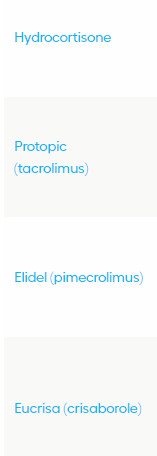 Hydrocortisone
Protopic
(tacrolimus)
Elidel (pimecrolimus)
Eucrisa (crisaborole)